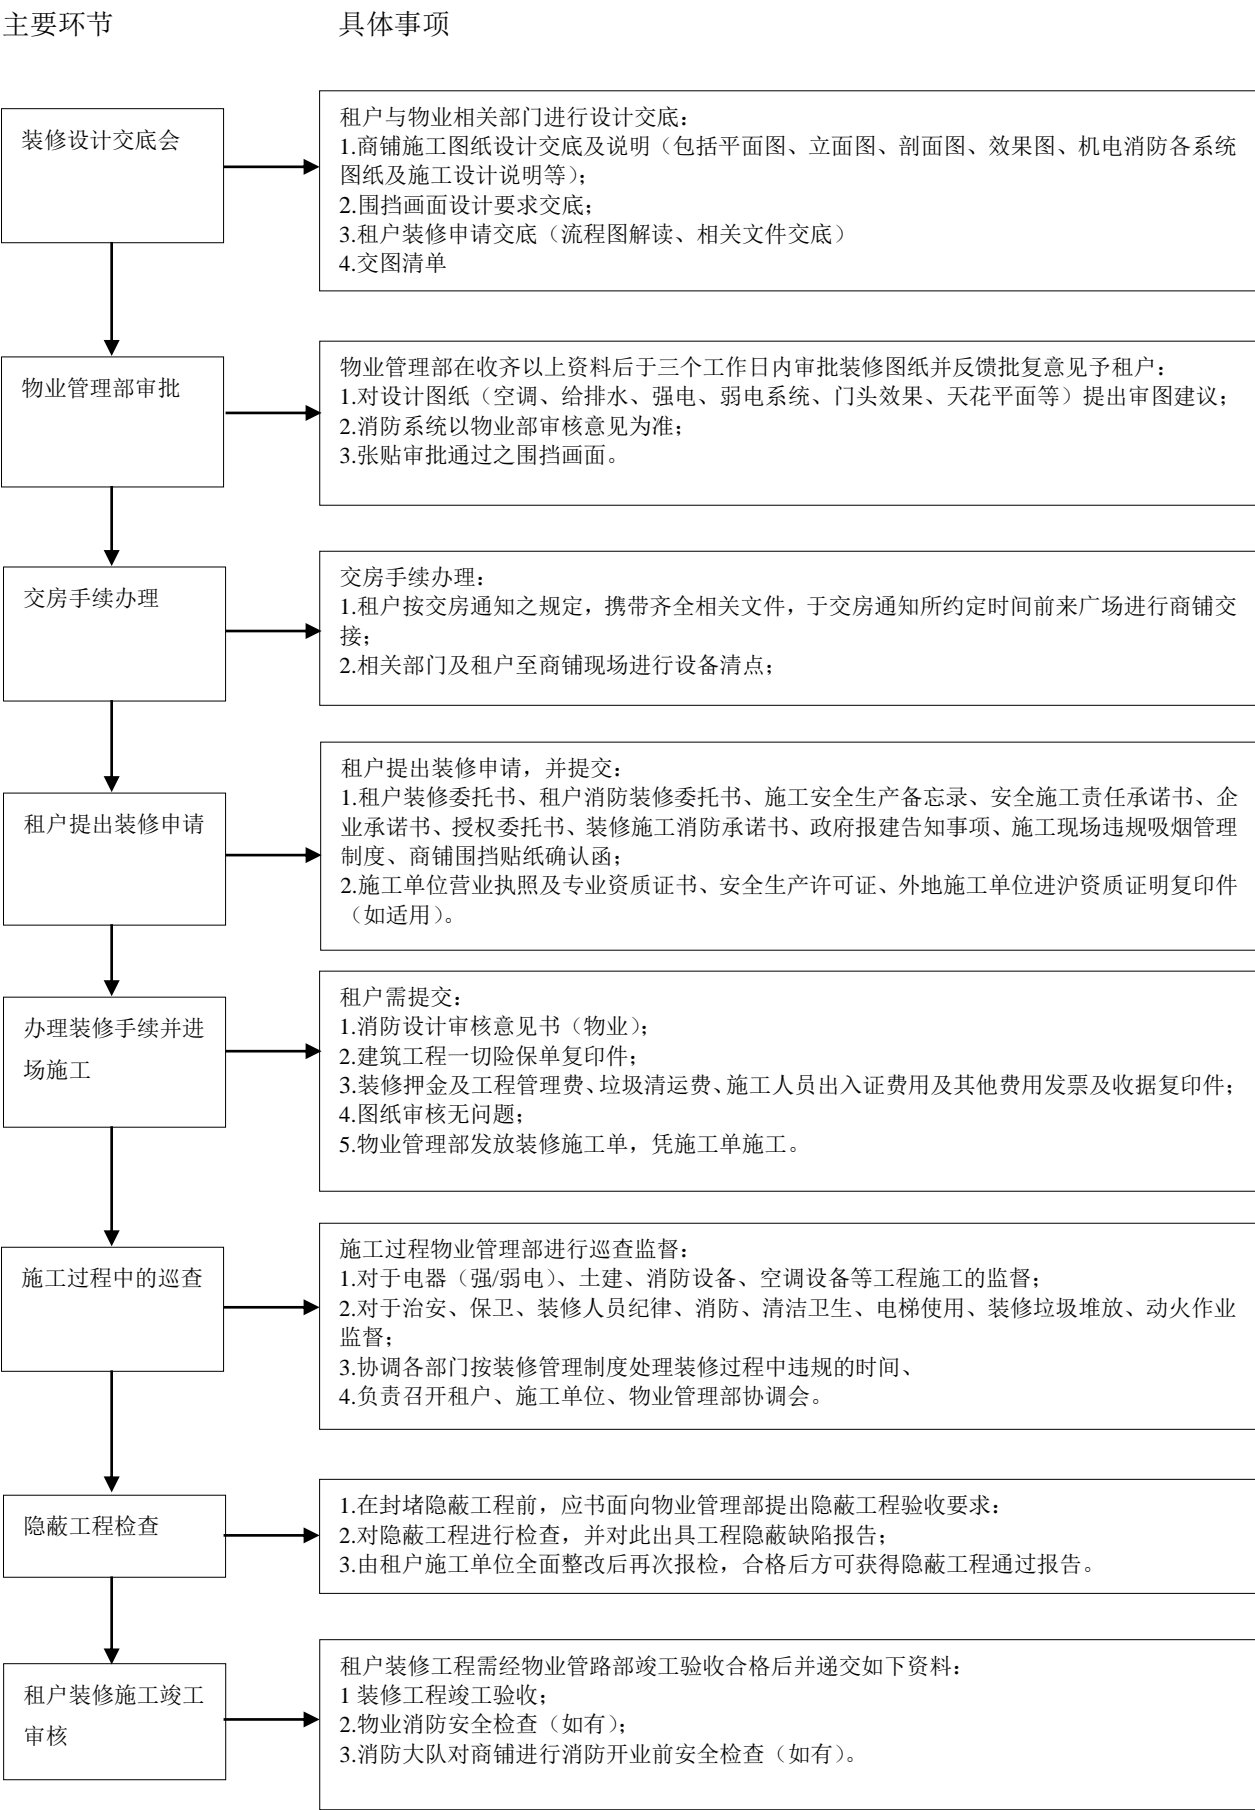 主要环节
具体事项
装修设计交底会
租户与物业相关部门进行设计交底：
1.商铺施工图纸设计交底及说明（包括平面图、立面图、剖面图、效果图、机电消防各系统
图纸及施工设计说明等）；
2.围挡画面设计要求交底；
3.租户装修申请交底（流程图解读、相关文件交底）
4.交图清单
物业管理部审批
物业管理部在收齐以上资料后于三个工作日内审批装修图纸并反馈批复意见予租户：
1.对设计图纸（空调、给排水、强电、弱电系统、门头效果、天花平面等）提出审图建议；
2.消防系统以物业部审核意见为准；
3.张贴审批通过之围挡画面。
交房手续办理
交房手续办理：
1.租户按交房通知之规定，携带齐全相关文件，于交房通知所约定时间前来广场进行商铺交
接；
2.相关部门及租户至商铺现场进行设备清点；
租户提出装修申请
租户提出装修申请，并提交：
1.租户装修委托书、租户消防装修委托书、施工安全生产备忘录、安全施工责任承诺书、企
业承诺书、授权委托书、装修施工消防承诺书、政府报建告知事项、施工现场违规吸烟管理
制度、商铺围挡贴纸确认函；
2.施工单位营业执照及专业资质证书、安全生产许可证、外地施工单位进沪资质证明复印件
（如适用）。
办理装修手续并进
场施工
租户需提交：
1.消防设计审核意见书（物业）；
2.建筑工程一切险保单复印件；
3.装修押金及工程管理费、垃圾清运费、施工人员出入证费用及其他费用发票及收据复印件；
4.图纸审核无问题；
5.物业管理部发放装修施工单，凭施工单施工。
施工过程中的巡查
施工过程物业管理部进行巡查监督：
1.对于电器（强/弱电）、土建、消防设备、空调设备等工程施工的监督；
2.对于治安、保卫、装修人员纪律、消防、清洁卫生、电梯使用、装修垃圾堆放、动火作业
监督；
3.协调各部门按装修管理制度处理装修过程中违规的时间、
4.负责召开租户、施工单位、物业管理部协调会。
隐蔽工程检查
1.在封堵隐蔽工程前，应书面向物业管理部提出隐蔽工程验收要求：
2.对隐蔽工程进行检查，并对此出具工程隐蔽缺陷报告；
3.由租户施工单位全面整改后再次报检，合格后方可获得隐蔽工程通过报告。
租户装修施工竣工
审核
租户装修工程需经物业管路部竣工验收合格后并递交如下资料：
1 装修工程竣工验收；
2.物业消防安全检查（如有）；
3.消防大队对商铺进行消防开业前安全检查（如有）。